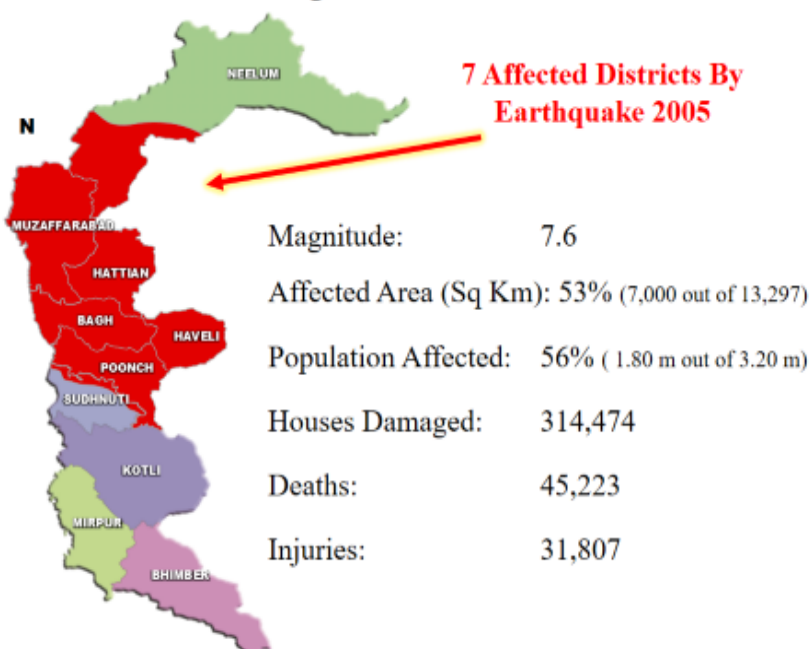 NEELUM
7 Affected Districts By
Earthquake 2005
N
MUZAFFARABAD
HATTIAN
BAGH
HAVELI
POONCH
SUDHNUTI
KOTLI
MIRPUR
BHIMBER
Magnitude: 7.6
Affected Area (Sq Km): 53% (7,000 out of 13,297)
Population Affected: 56% ( 1.80 m out of 3.20 m)
Houses Damaged: 314,474
Deaths: 45,223
Injuries: 31,807